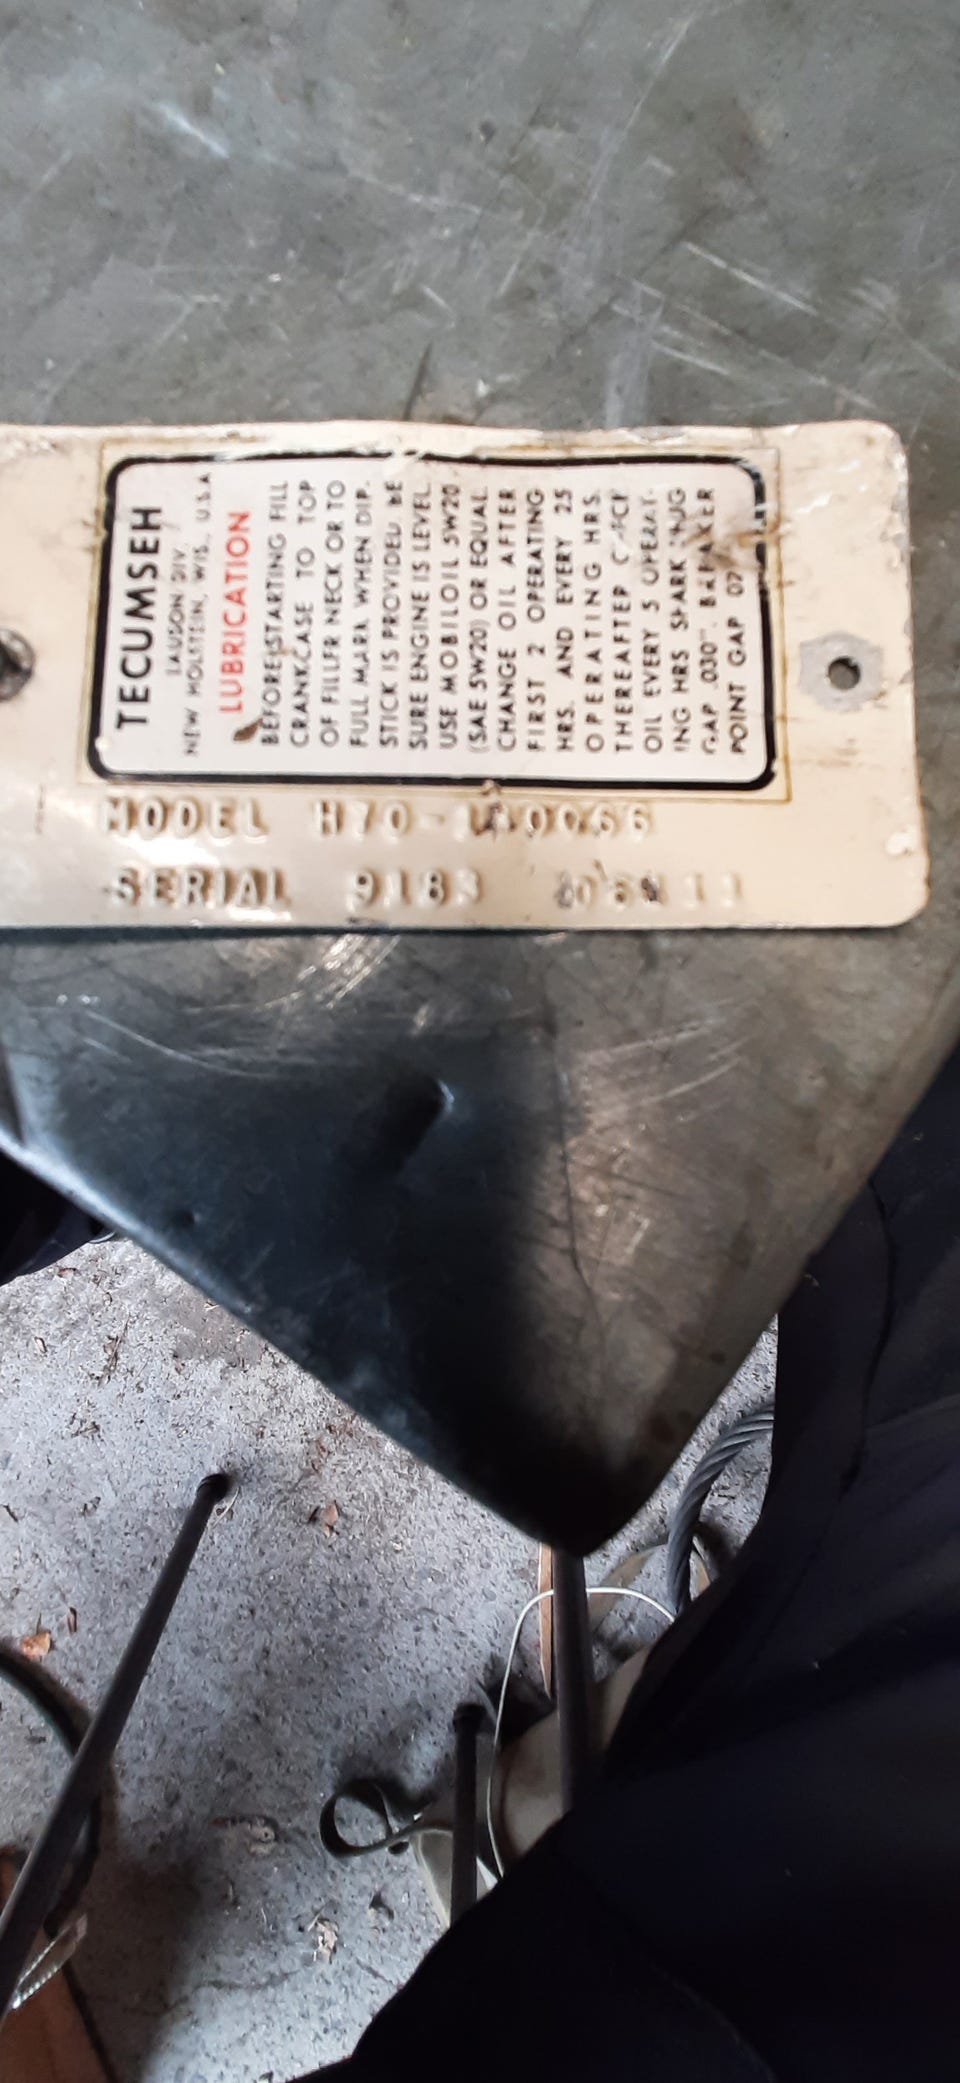 TECUMSEH
LAUSON DIV.
NEW HOLSTEIN, WIS., U.S.A
LUBRICATION
BEFORE STARTING FILL
CRANKCASE TO TOP
OF FILLER NECK OR TO
FULL MARK WHEN DIP-
STICK IS PROVIDED BE
SURE ENGINE IS LEVEL.
USE MOBILOIL 5W20
(SAE 5W20) OR EQUAL.
CHANGE OIL AFTER
FIRST 2 OPERATING
HRS. AND EVERY 25
OPERATING HRS.
THEREAFTER CHECK
OIL EVERY 5 OPERAT-
ING HRS SPARK PLUG
GAP .030". BREAKER
POINT GAP
MODEL H70-
SERIAL 9183